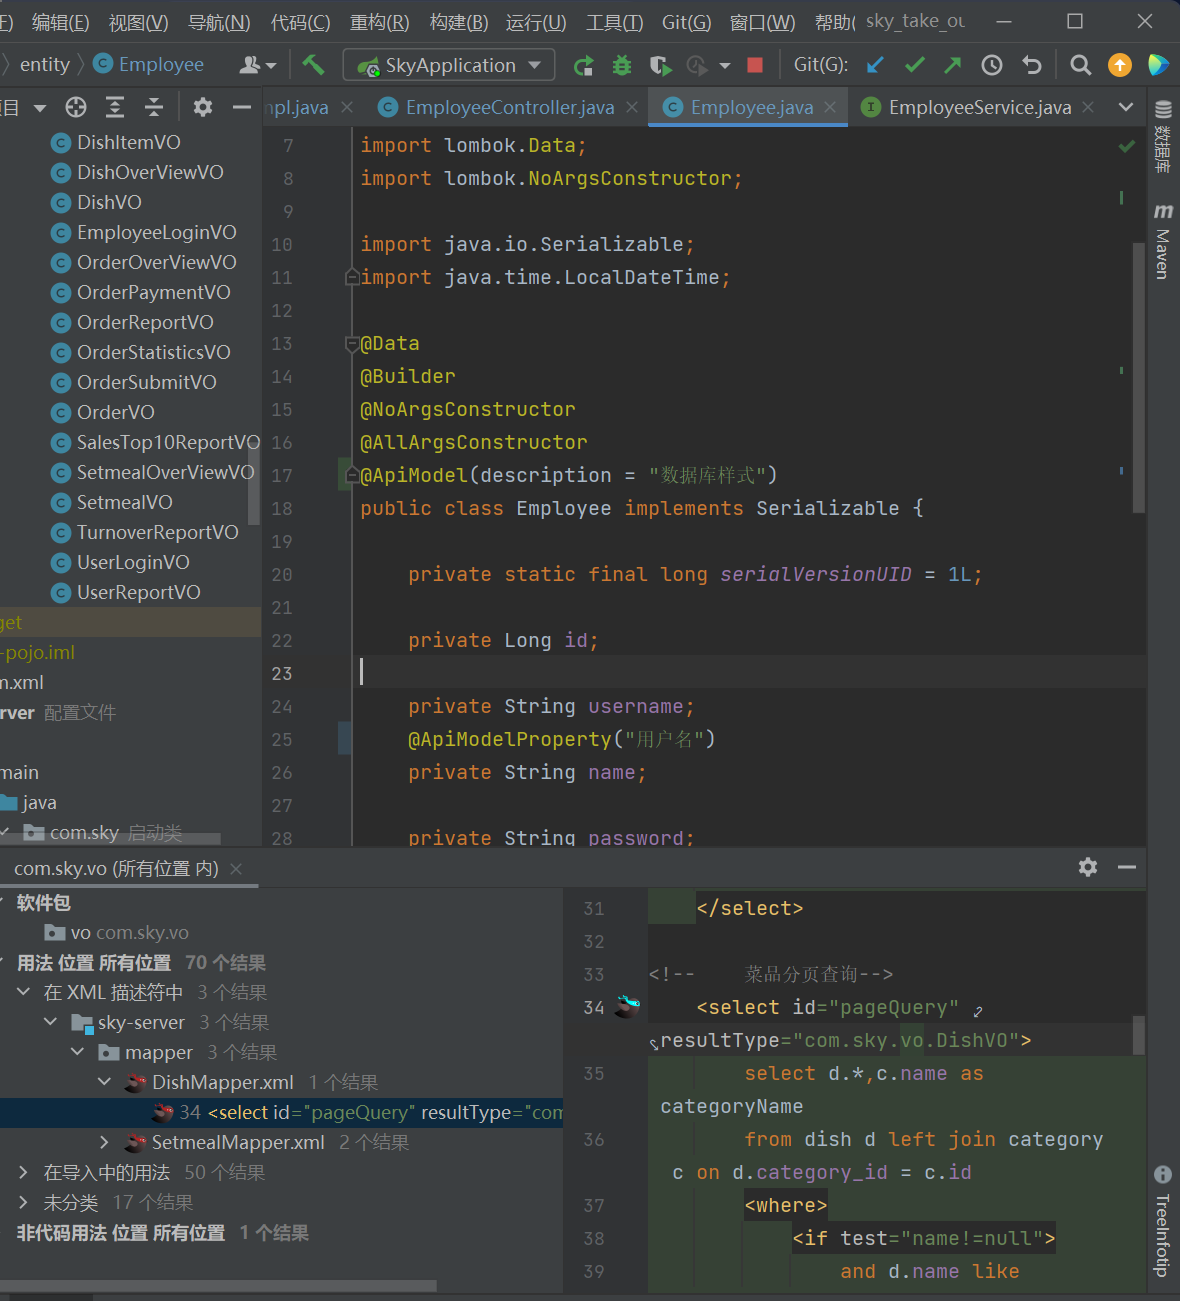 E) 编辑(E) 视图(V) 导航(N) 代码(C) 重构(R) 构建(B) 运行(U) 工具(T) Git(G) 窗口(W) 帮助( sky_take_ou
entity Employee SkyApplication Git(G):
项目
mpl.java EmployeeController.java Employee.java EmployeeService.java
DishItemVO
DishOverViewVO
DishVO
EmployeeLoginVO
OrderOverViewVO
OrderPaymentVO
OrderReportVO
OrderStatisticsVO
OrderSubmitVO
OrderVO
SalesTop10ReportVO
SetmealOverViewVO
SetmealVO
TurnoverReportVO
UserLoginVO
UserReportVO
get
-pojo.iml
m.xml
rver 配置文件
main
java
com.sky 启动类
7 import lombok.Data;
8 import lombok.NoArgsConstructor;
9
10 import java.io.Serializable;
11 import java.time.LocalDateTime;
12
13 @Data
14 @Builder
15 @NoArgsConstructor
16 @AllArgsConstructor
17 @ApiModel(description = "数据库样式")
18 public class Employee implements Serializable {
19
20 private static final long serialVersionUID = 1L;
21
22 private Long id;
23
24 private String username;
25 @ApiModelProperty("用户名")
26 private String name;
27
28 private String password;
数据库
Maven
com.sky.vo (所有位置 内)
软件包
vo com.sky.vo
用法 位置 所有位置 70 个结果
在 XML 描述符中 3 个结果
sky-server 3 个结果
mapper 3 个结果
DishMapper.xml 1 个结果
34 <select id="pageQuery" resultType="com
SetmealMapper.xml 2 个结果
在导入中的用法 50 个结果
未分类 17 个结果
非代码用法 位置 所有位置 1 个结果
31 </select>
32
33 <!-- 菜品分页查询-->
34 <select id="pageQuery"
resultType="com.sky.vo.DishVO">
35 select d.*,c.name as
categoryName
36 from dish d left join category
c on d.category_id = c.id
37 <where>
38 <if test="name!=null">
39 and d.name like
TreeInfotip